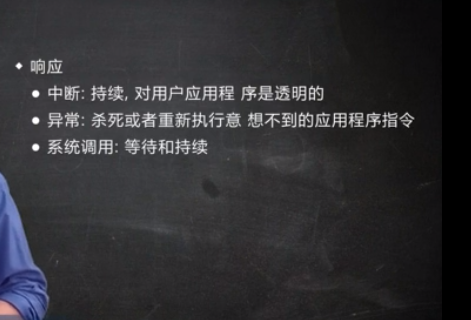 响应
中断: 持续, 对用户应用程 序是透明的
异常: 杀死或者重新执行意 想不到的应用程序指令
系统调用: 等待和持续